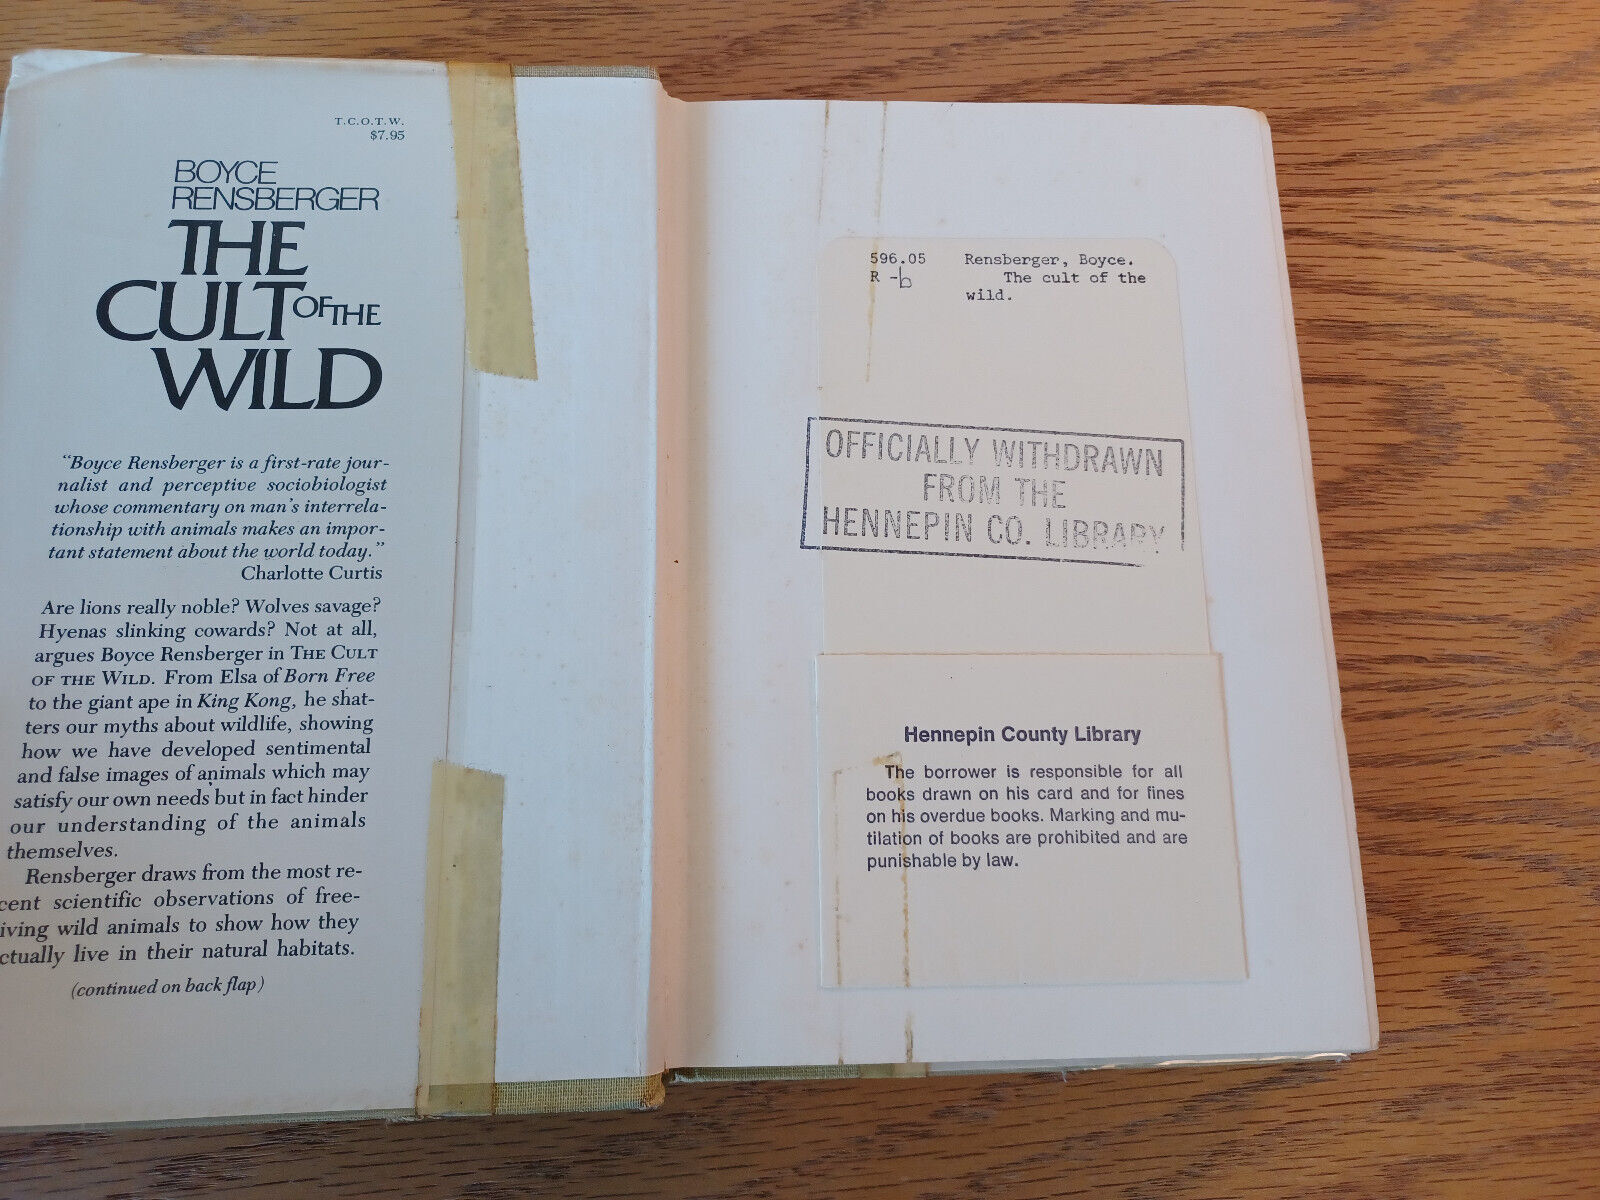 T.C.O.T.W.
$7.95
BOYCE
RENSBERGER
THE
CULT OF THE
WILD
"Boyce Rensberger is a first-rate jour-
nalist and perceptive sociobiologist
whose commentary on man's interrela-
tionship with animals makes an impor-
tant statement about the world today."
Charlotte Curtis
Are lions really noble? Wolves savage?
Hyenas slinking cowards? Not at all,
argues Boyce Rensberger in THE CULT
OF THE WILD. From Elsa of Born Free
to the giant ape in King Kong, he shat-
ters our myths about wildlife, showing
how we have developed sentimental
and false images of animals which may
satisfy our own needs but in fact hinder
our understanding of the animals
themselves.
Rensberger draws from the most re-
cent scientific observations of free-
iving wild animals to show how they
ctually live in their natural habitats.
(continued on back flap)
596.05 Rensberger, Boyce.
R -b The cult of the
wild.
OFFICIALLY WITHDRAWN
FROM THE
HENNEPIN CO. LIBRARY
Hennepin County Library
The borrower is responsible for all
books drawn on his card and for fines
on his overdue books. Marking and mu-
tilation of books are prohibited and are
punishable by law.